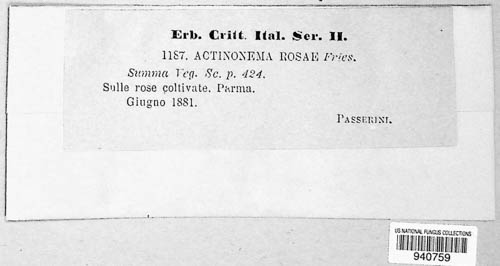 Erb. Critt. Ital. Ser. II.
1187. ACTINONEMA ROSAE Fries.
Summa Veg. Sc. p. 424.
Sulle rose coltivate. Parma.
Giugno 1881.
PASSERINI.
US NATIONAL FUNGUS COLLECTIONS
940759